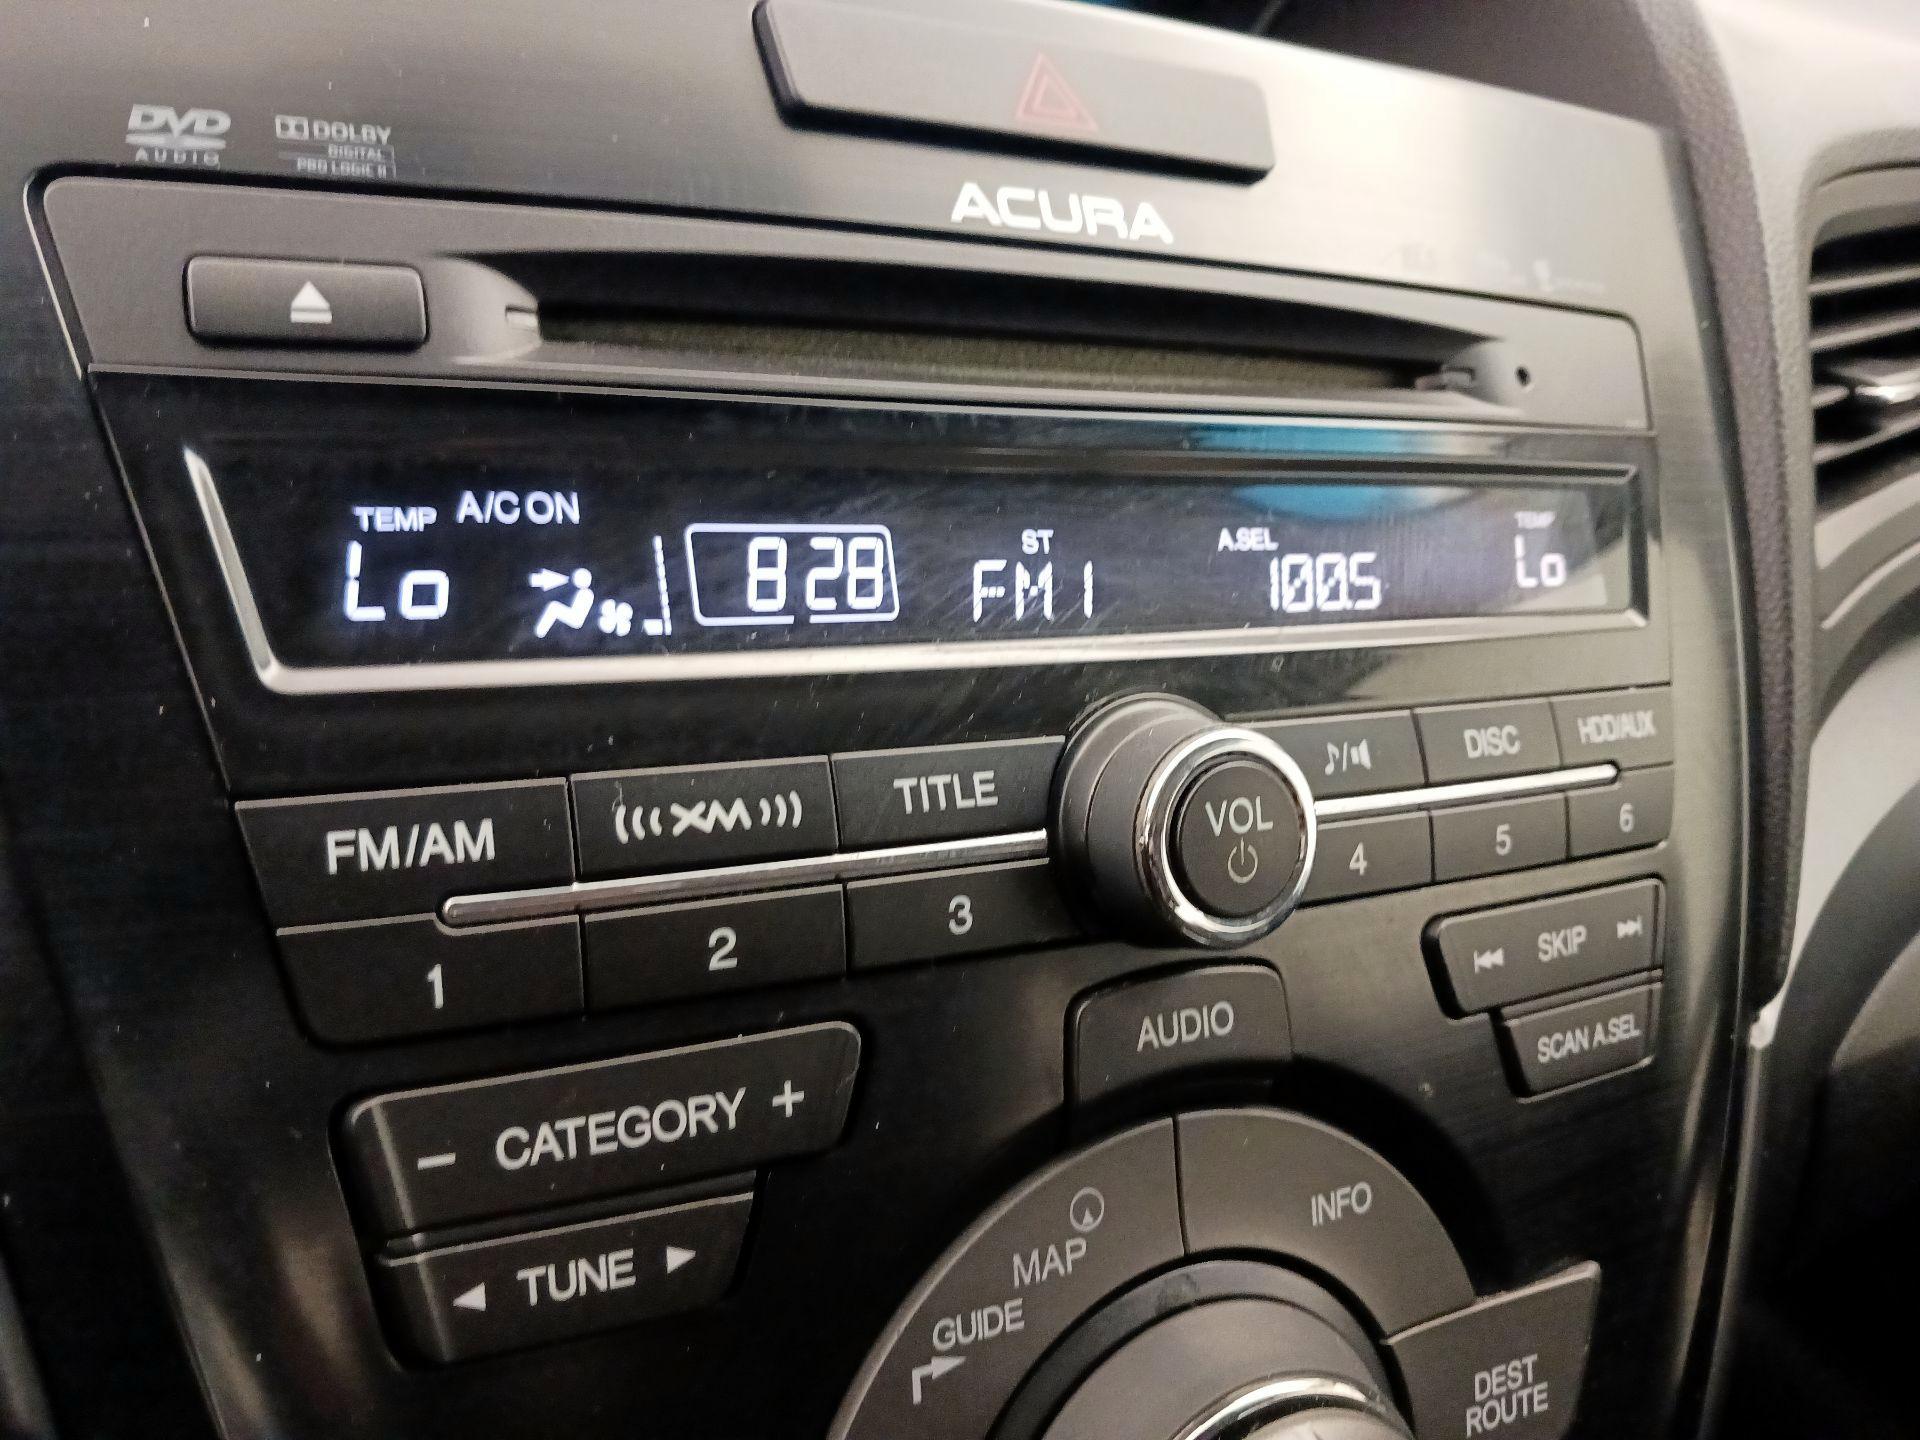 DVD
AUDIO
DOLBY
DIGITAL
PRO LOGIC II
ACURA
TEMP A/C ON
Lo
8 28
ST
FM1
A.SEL
100.5
TEMP
Lo
FM/AM
XM
TITLE
VOL
DISC
HDD/AUX
1
2
3
4
5
6
SKIP
SCAN A.SEL
AUDIO
– CATEGORY +
TUNE
MAP
INFO
GUIDE
DEST
ROUTE